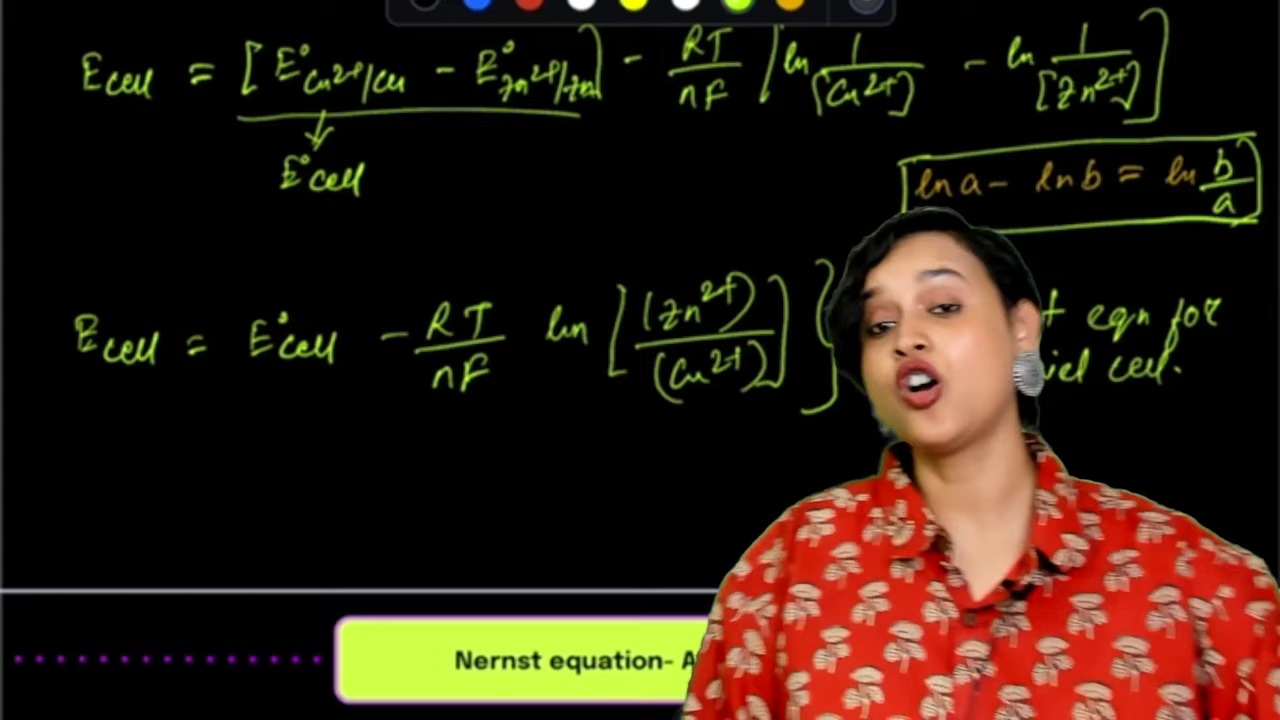 Ecell = [E°Cu²⁺/Cu - E°Zn²⁺/Zn] - RT/nF [ln 1/[Cu²⁺] - ln 1/[Zn²⁺]]
E°cell
ln a - ln b = ln b/a
Ecell = E°cell - RT/nF ln [(Zn²⁺)/(Cu²⁺)]
eqn for
cell.
Nernst equation-